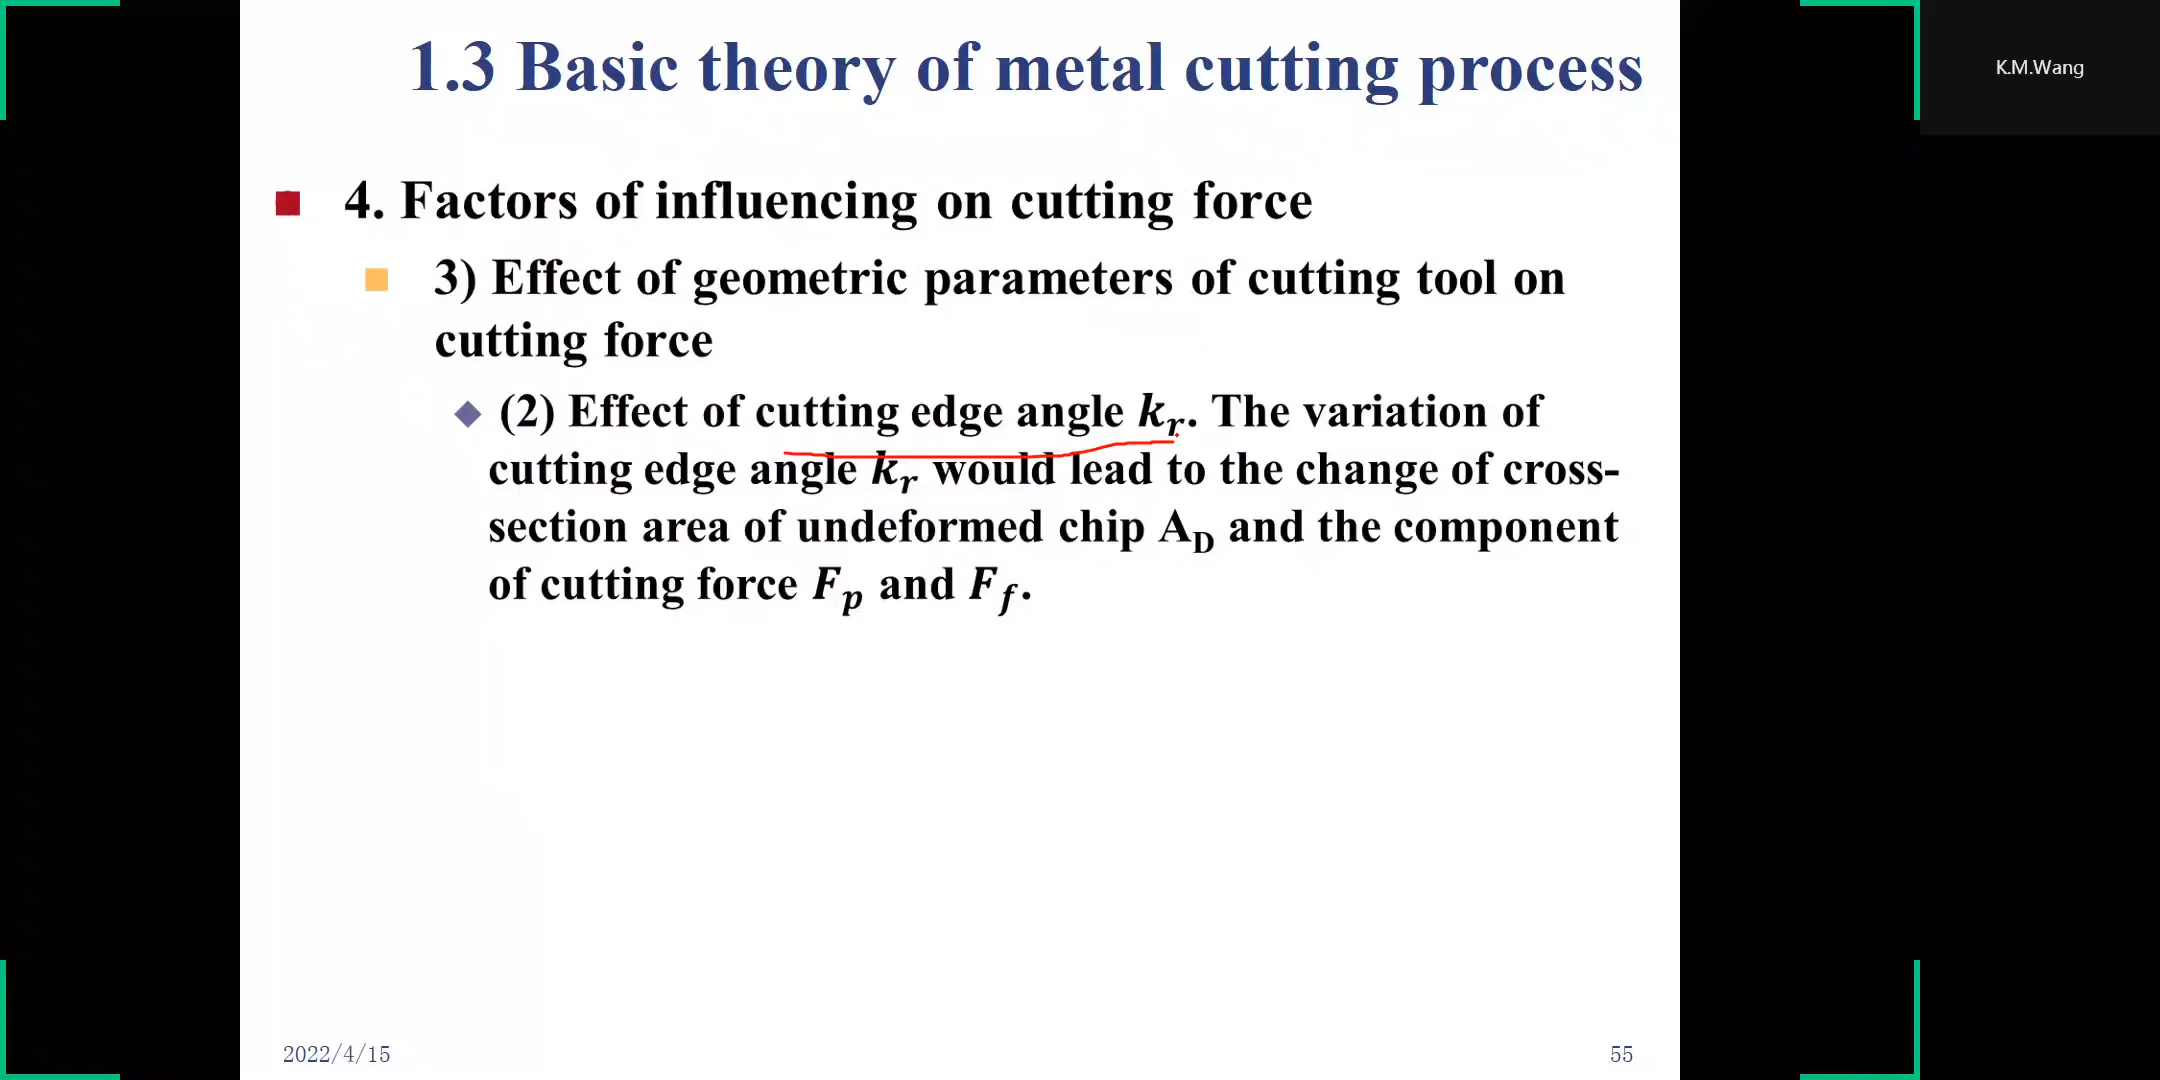 1.3 Basic theory of metal cutting process
K.M.Wang
4. Factors of influencing on cutting force
3) Effect of geometric parameters of cutting tool on
cutting force
(2) Effect of cutting edge angle kᵣ. The variation of
cutting edge angle kᵣ would lead to the change of cross-
section area of undeformed chip A_D and the component
of cutting force F_p and F_f.
2022/4/15
55